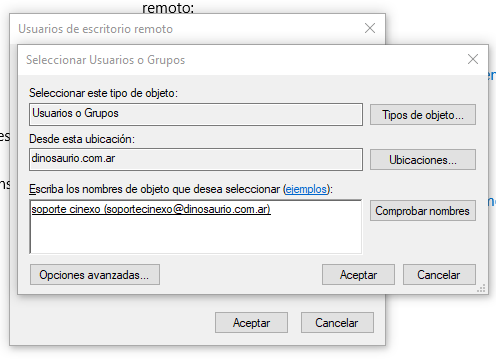 remoto:
Usuarios de escritorio remoto
Seleccionar Usuarios o Grupos
Seleccionar este tipo de objeto:
Usuarios o Grupos
Tipos de objeto...
Desde esta ubicación:
dinosaurio.com.ar
Ubicaciones...
Escriba los nombres de objeto que desea seleccionar (ejemplos):
soporte cinexo (soportecinexo@dinosaurio.com.ar)
Comprobar nombres
Opciones avanzadas...
Aceptar
Cancelar
Aceptar
Cancelar